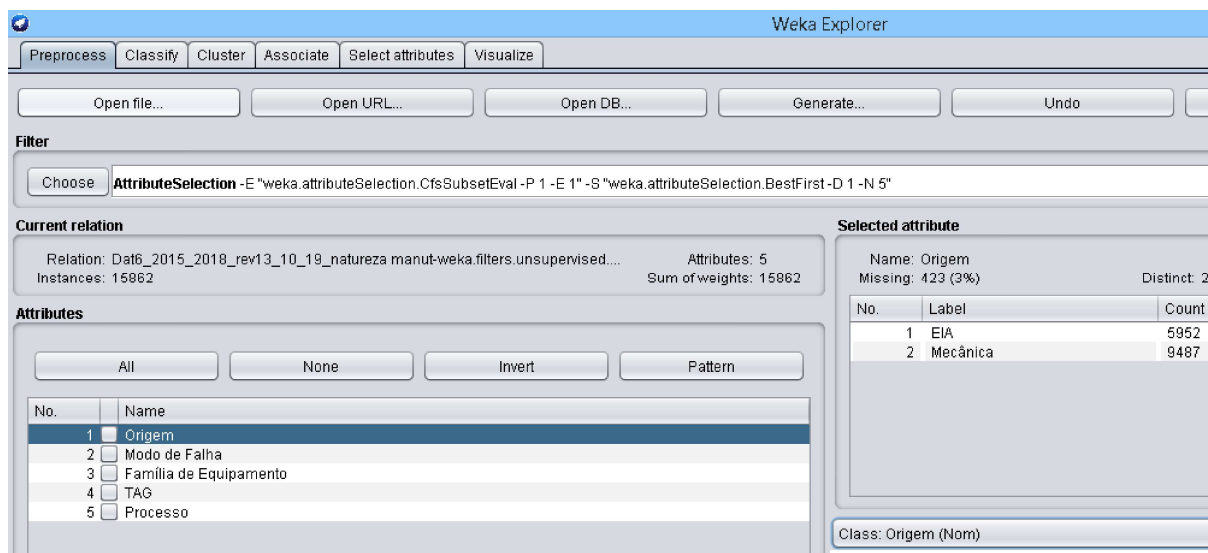 Weka Explorer
Preprocess Classify Cluster Associate Select attributes Visualize
Open file... Open URL... Open DB... Generate... Undo
Filter
Choose AttributeSelection -E "weka.attributeSelection.CfsSubsetEval -P 1 -E 1" -S "weka.attributeSelection.BestFirst -D 1 -N 5"
Current relation
Relation: Dat6_2015_2018_rev13_10_19_natureza manut-weka.filters.unsupervised.... Attributes: 5
Instances: 15862 Sum of weights: 15862
Attributes
All None Invert Pattern
No. Name
1 Origem
2 Modo de Falha
3 Família de Equipamento
4 TAG
5 Processo
Selected attribute
Name: Origem
Missing: 423 (3%) Distinct: 2
No. Label Count
1 EIA 5952
2 Mecânica 9487
Class: Origem (Nom)